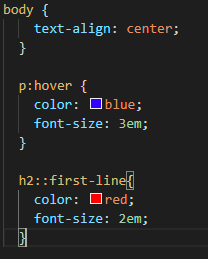 body {
text-align: center;
}
p:hover {
color: blue;
font-size: 3em;
}
h2::first-line{
color: red;
font-size: 2em;
}